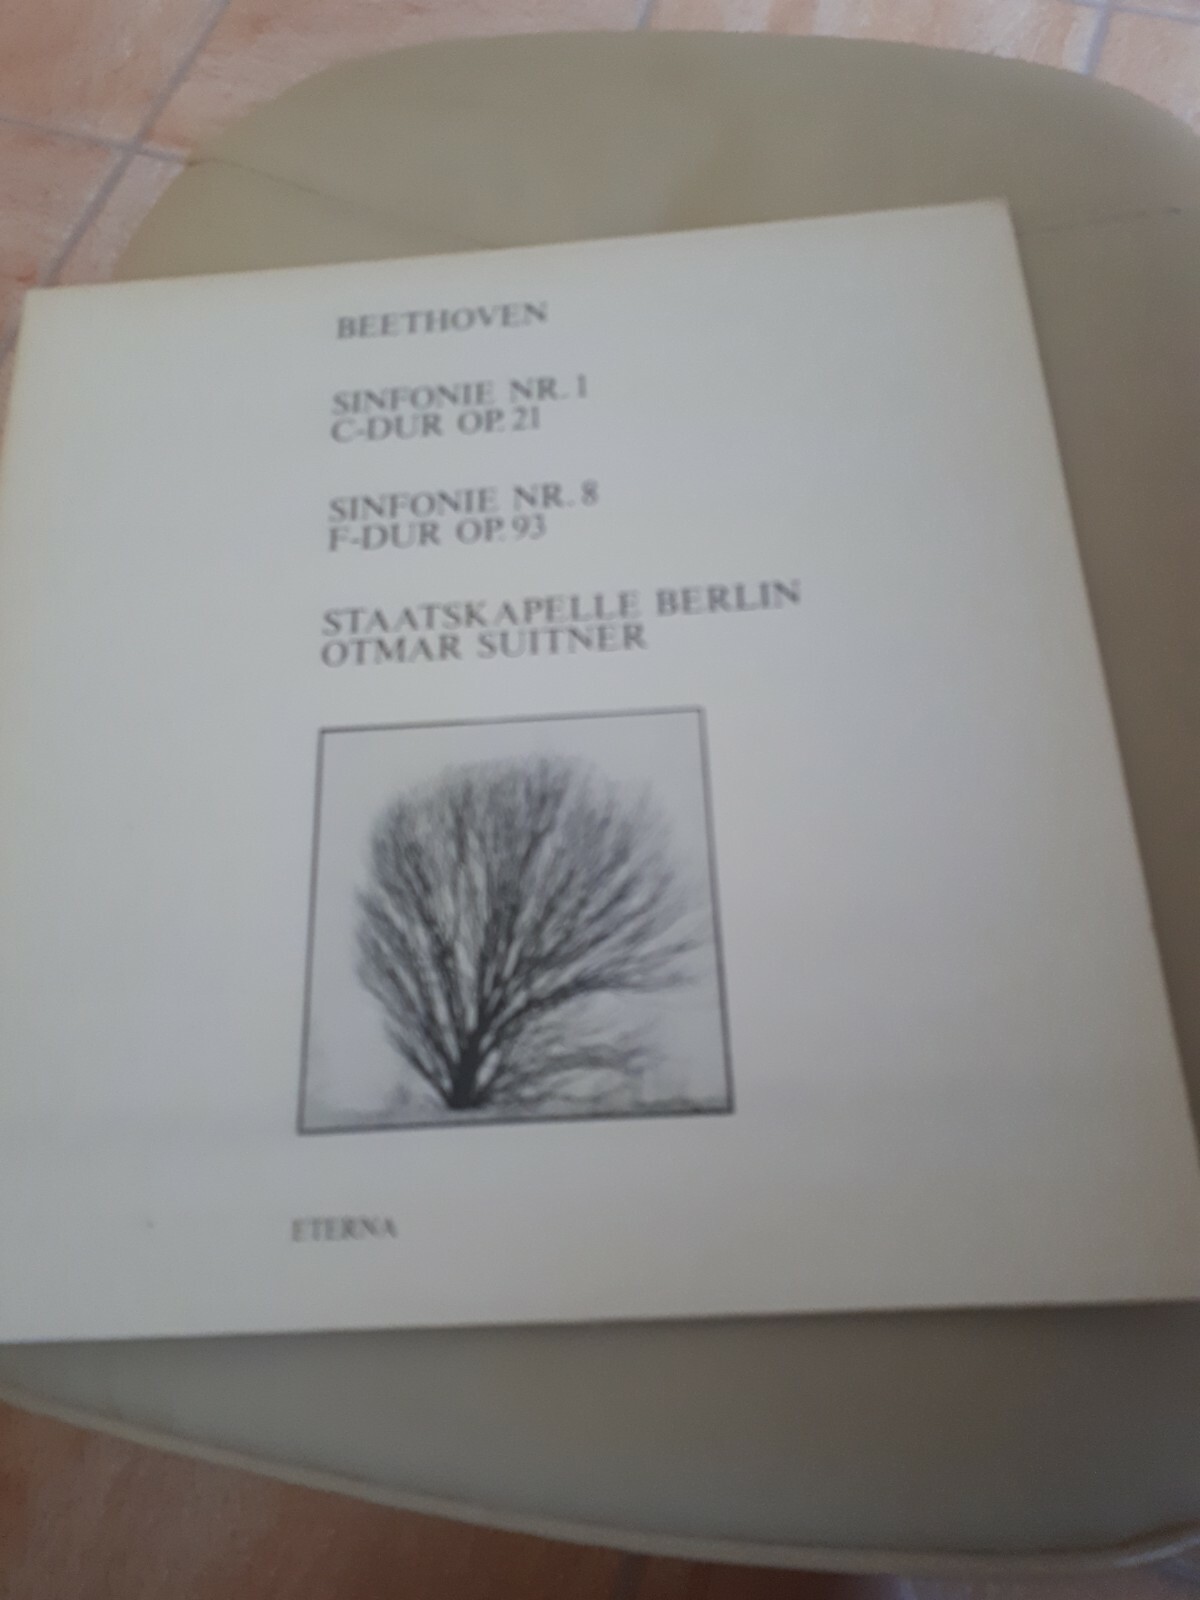 BEETHOVEN
SINFONIE NR. 1
C-DUR OP. 21
SINFONIE NR. 8
F-DUR OP. 93
STAATSKAPELLE BERLIN
OTMAR SUITNER
ETERNA